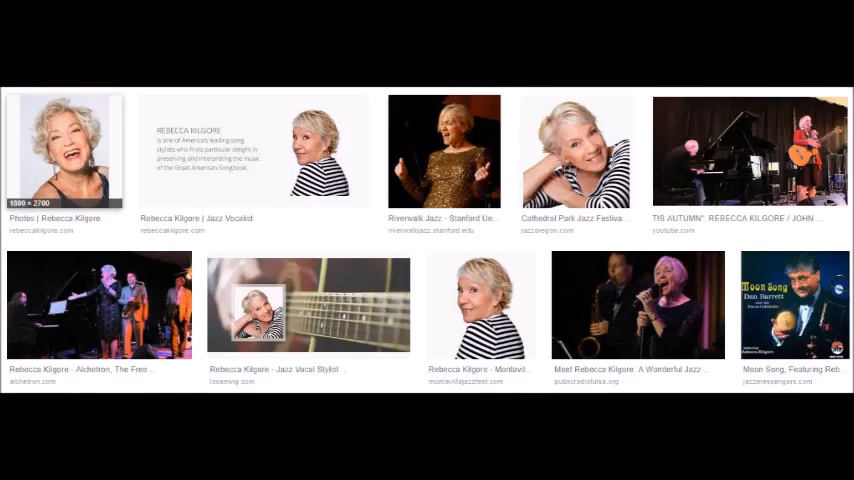 REBECCA KILGORE
is one of America's leading song
stylists who finds particular delight in
preserving and interpreting the music
of the Great American Songbook.
1800 × 2700
Photos | Rebecca Kilgore
rebeccakilgore.com
Rebecca Kilgore | Jazz Vocalist
rebeccakilgore.com
Riverwalk Jazz - Stanford Un...
riverwalkjazz.stanford.edu
Cathedral Park Jazz Festiva...
jazzoregon.com
TIS AUTUMN" REBECCA KILGORE / JOHN ...
youtube.com
Moon Song
Dan Barrett
Rebecca Kilgore - Alchetron, The Free ...
alchetron.com
Rebecca Kilgore - Jazz Vocal Stylist ...
loosewng.com
Rebecca Kilgore - Montavil...
montavillajazzfest.com
Meet Rebecca Kilgore: A Wonderful Jazz ...
publicradiotulsa.org
Moon Song, Featuring Reb...
jazzmessengers.com